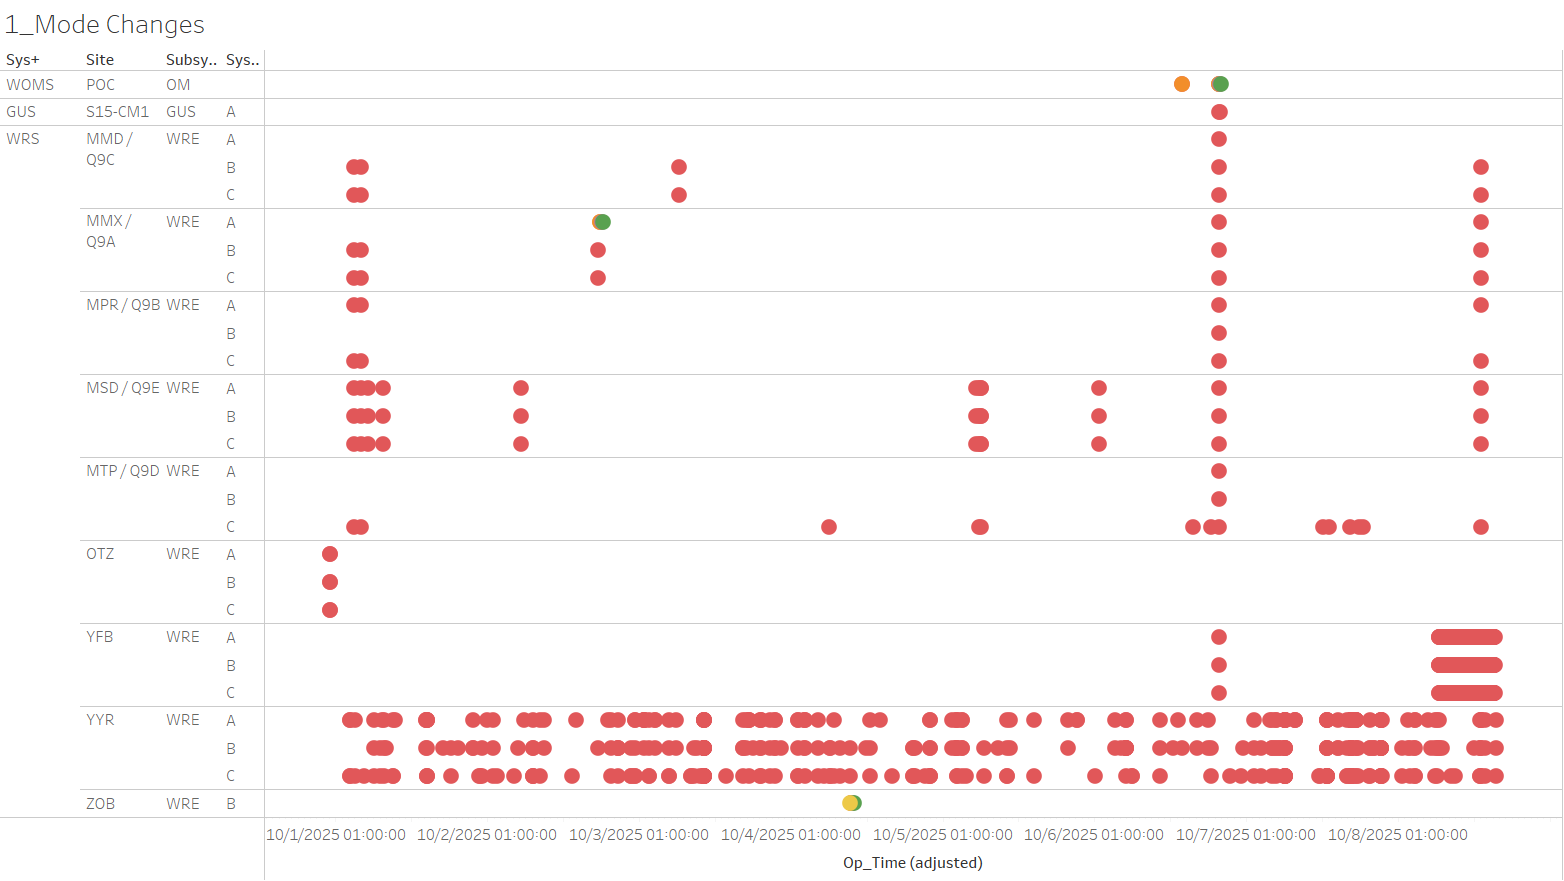 1_Mode Changes
Sys+ Site Subsy.. Sys..
WOMS POC OM
GUS S15-CM1 GUS A
WRS MMD / WRE A
Q9C
B
C
MMX / WRE A
Q9A
B
C
MPR / Q9B WRE A
B
C
MSD / Q9E WRE A
B
C
MTP / Q9D WRE A
B
C
OTZ WRE A
B
C
YFB WRE A
B
C
YYR WRE A
B
C
ZOB WRE B
10/1/2025 01:00:00 10/2/2025 01:00:00 10/3/2025 01:00:00 10/4/2025 01:00:00 10/5/2025 01:00:00 10/6/2025 01:00:00 10/7/2025 01:00:00 10/8/2025 01:00:00
Op_Time (adjusted)